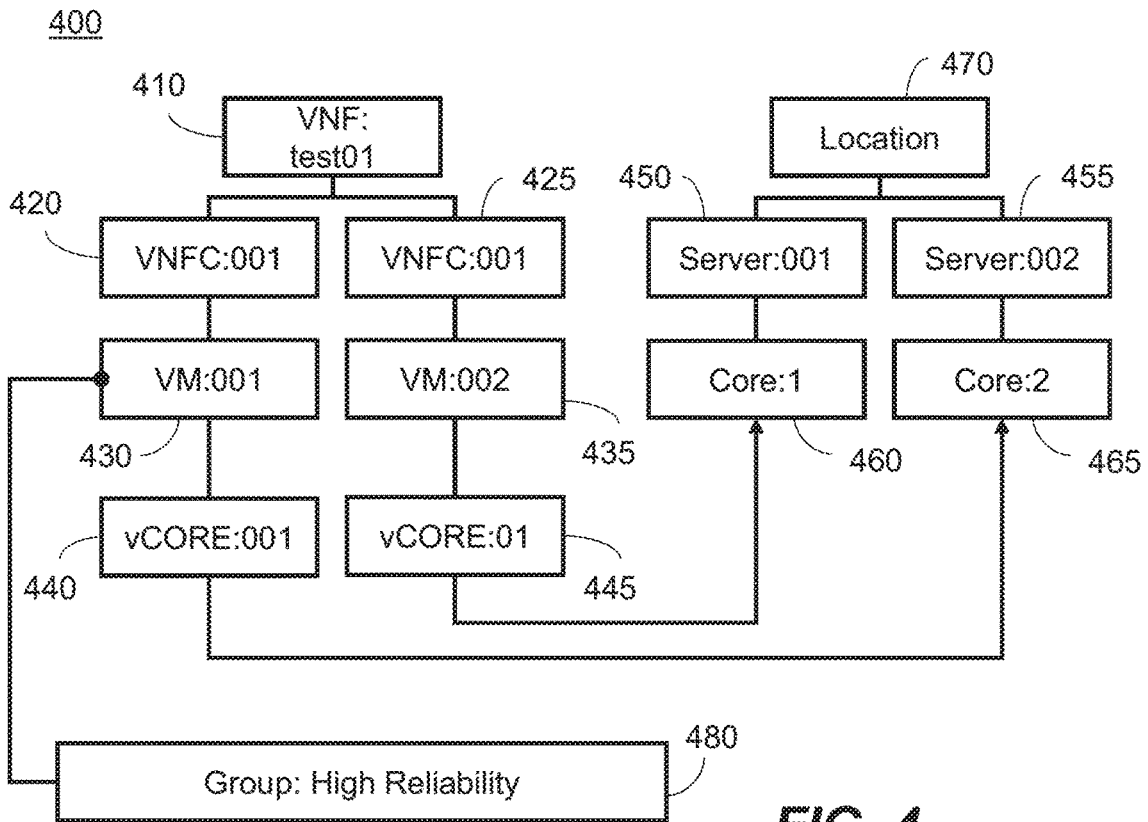 400
410
VNF:
test01
470
Location
420
425
450
455
VNFC:001
VNFC:001
Server:001
Server:002
VM:001
VM:002
Core:1
Core:2
430
435
460
465
vCORE:001
vCORE:01
440
445
480
Group: High Reliability